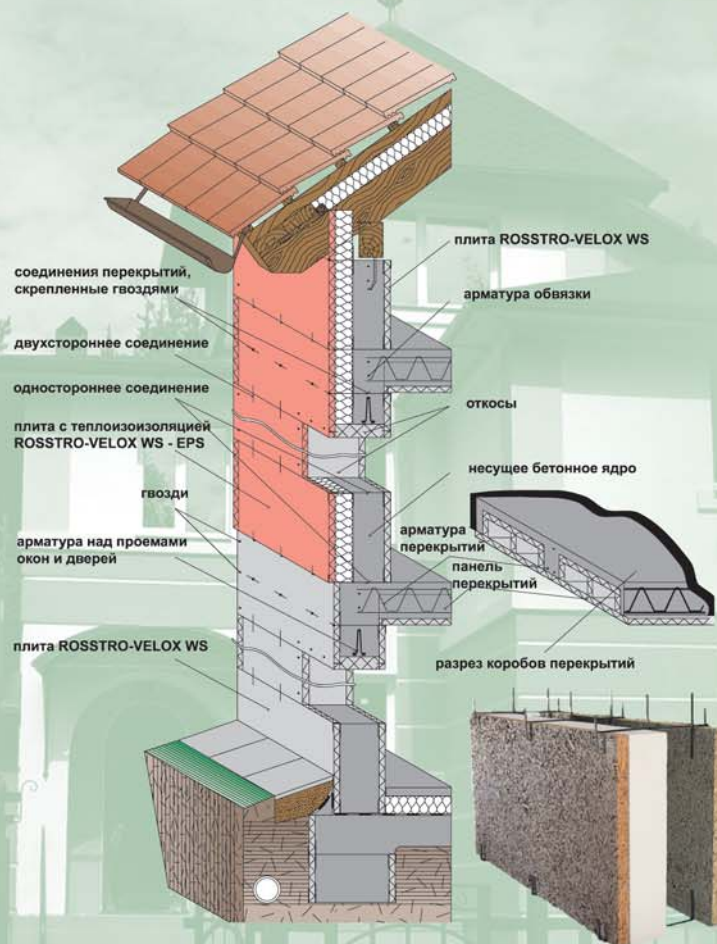 соединения перекрытий,
скрепленные гвоздями
двухстороннее соединение
одностороннее соединение
плита с теплоизоизоляцией
ROSSTRO-VELOX WS - EPS
гвозди
арматура над проемами
окон и дверей
плита ROSSTRO-VELOX WS
плита ROSSTRO-VELOX WS
арматура обвязки
откосы
несущее бетонное ядро
арматура
перекрытий
панель
перекрытий
разрез коробов перекрытий